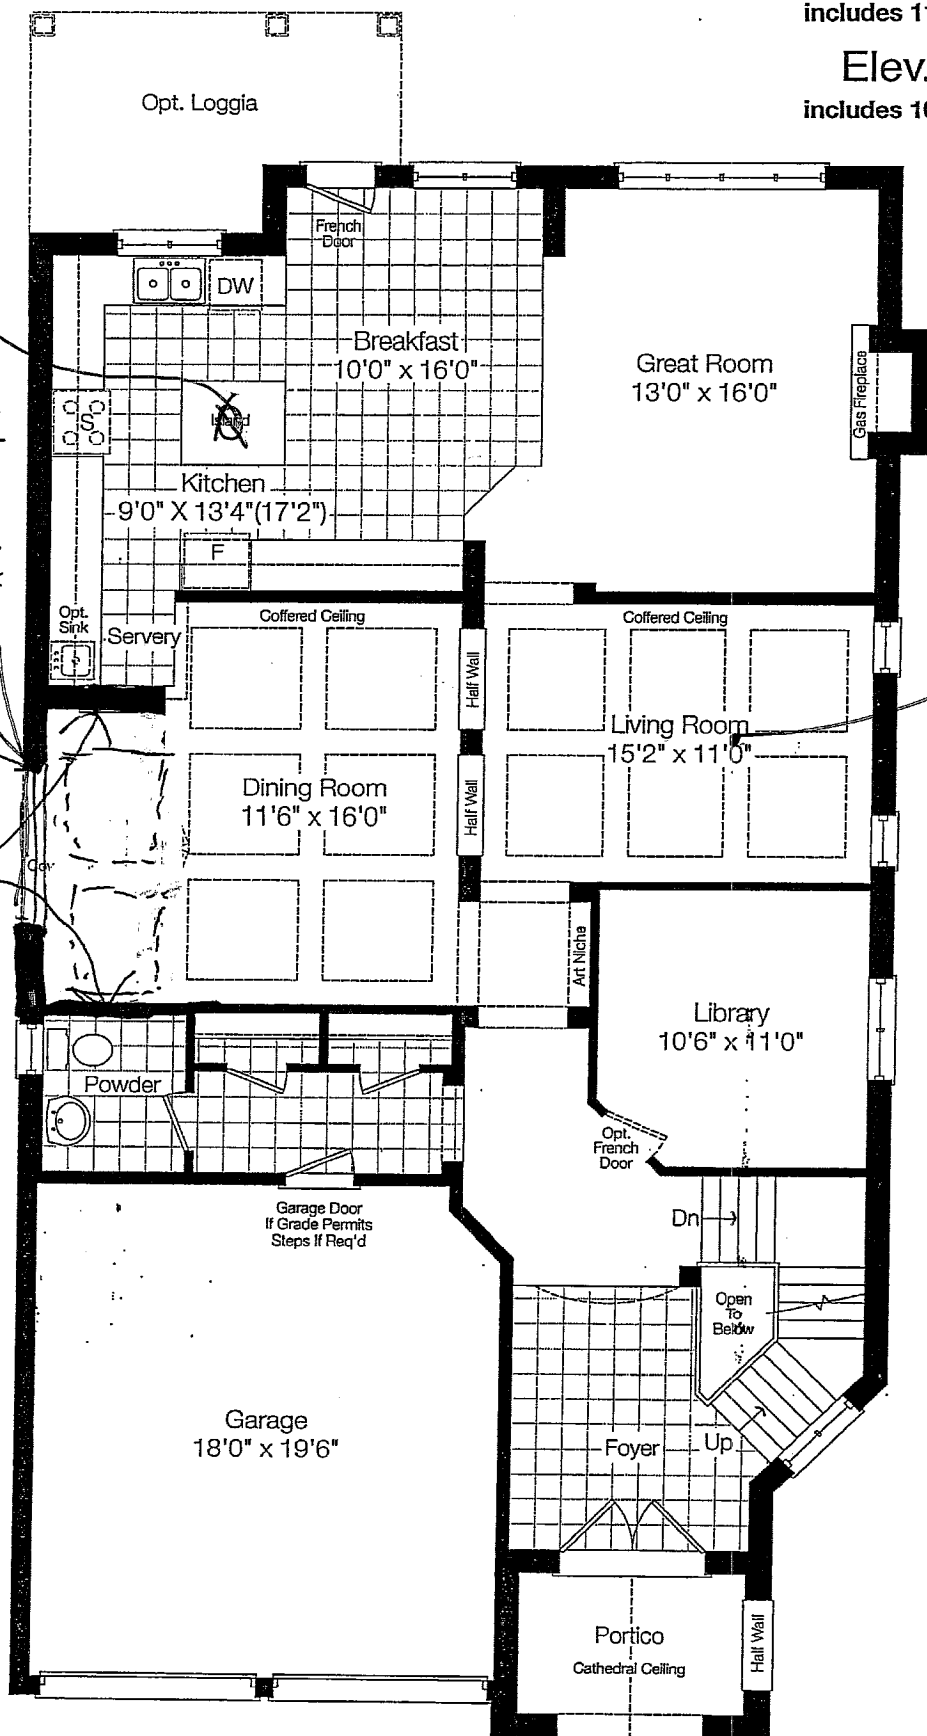 includes 1
Elev.
includes 10
Opt. Loggia
French
Door
DW
Breakfast
10'0" x 16'0"
Great Room
13'0" x 16'0"
Gas Fireplace
S
Island
Kitchen
9'0" X 13'4"(17'2")
F
Opt.
Sink
Servery
Coffered Ceiling
Coffered Ceiling
Half Wall
Living Room
15'2" x 11'0"
Dining Room
11'6" x 16'0"
Half Wall
Cov
Art Niche
Library
10'6" x 11'0"
Powder
Opt.
French
Door
Garage Door
If Grade Permits
Steps If Req'd
Dn
Open
To
Below
Garage
18'0" x 19'6"
Foyer
Up
Portico
Cathedral Ceiling
Half Wall